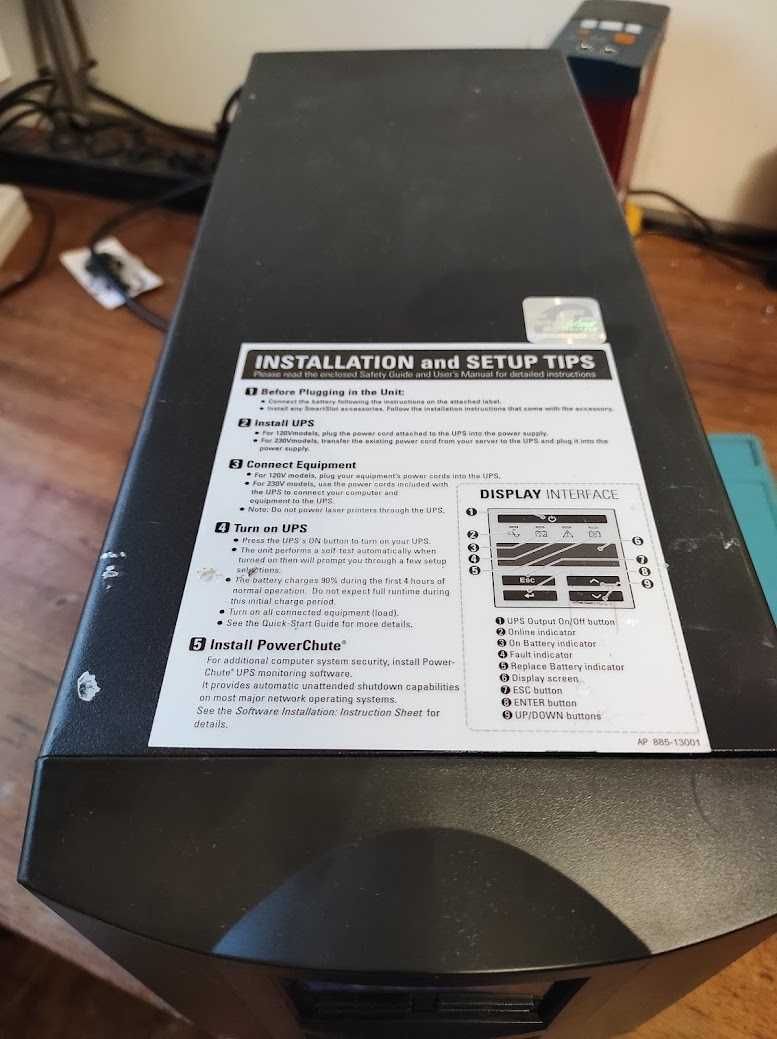 INSTALLATION and SETUP TIPS
Please read the enclosed Safety Guide and User's Manual for detailed instructions
1 Before Plugging in the Unit:
• Connect the battery following the instructions on the attached label.
• Install any SmartSlot accessories. Follow the installation instructions that come with the accessory.
2 Install UPS
• For 120Vmodels, plug the power cord attached to the UPS into the power supply.
• For 230Vmodels, transfer the existing power cord from your server to the UPS and plug it into the
power supply.
3 Connect Equipment
• For 120V models, plug your equipment's power cords into the UPS.
• For 230V models, use the power cords included with
the UPS to connect your computer and
equipment to the UPS.
• Note: Do not power laser printers through the UPS.
4 Turn on UPS
• Press the UPS's ON button to turn on your UPS.
• The unit performs a self-test automatically when
turned on then will prompt you through a few setup
selections.
• The battery charges 90% during the first 4 hours of
normal operation. Do not expect full runtime during
this initial charge period.
• Turn on all connected equipment (load).
• See the Quick-Start Guide for more details.
5 Install PowerChute®
For additional computer system security, install Power-
Chute® UPS monitoring software.
It provides automatic unattended shutdown capabilities
on most major network operating systems.
See the Software Installation: Instruction Sheet for
details.
DISPLAY INTERFACE
1
2
3
4
5
6
7
8
9
Esc
1 UPS Output On/Off button
2 Online indicator
3 On Battery indicator
4 Fault indicator
5 Replace Battery indicator
6 Display screen
7 ESC button
8 ENTER button
9 UP/DOWN buttons
AP 885-13001